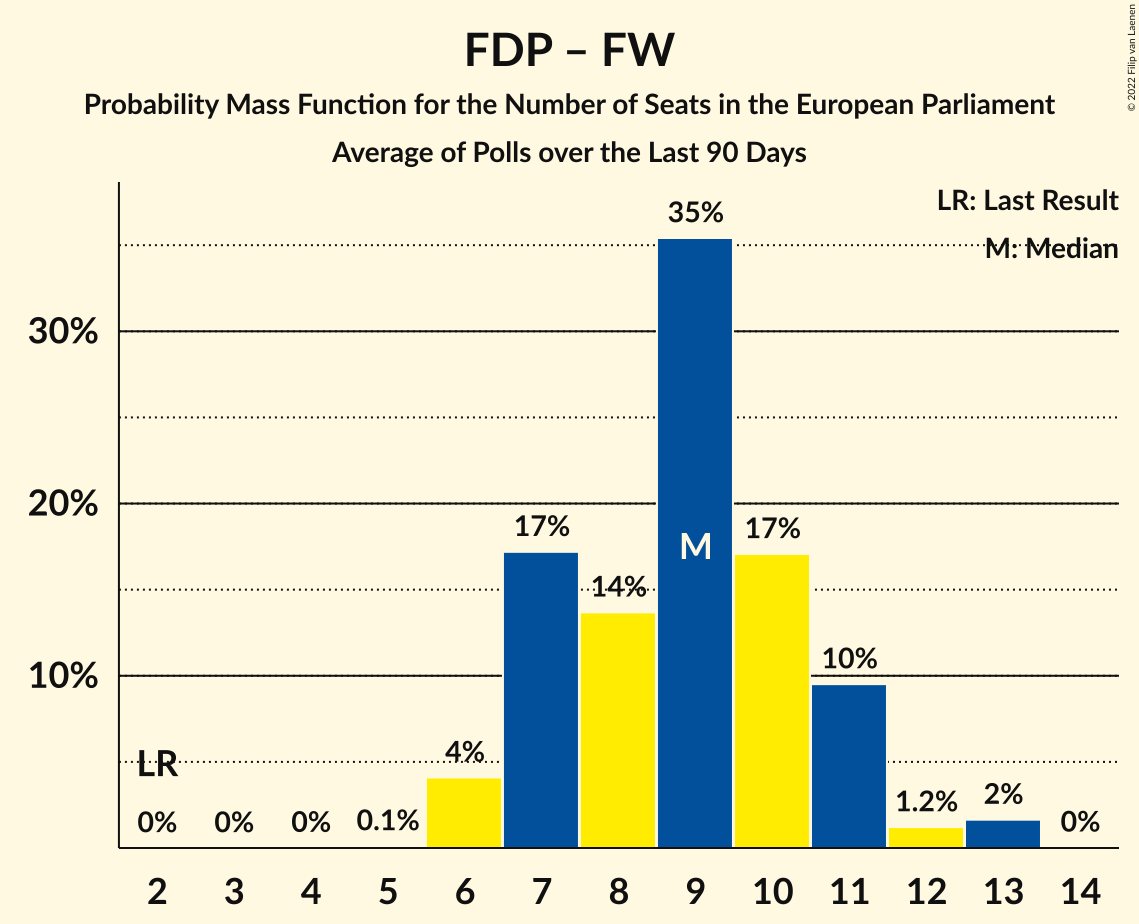 FDP – FW
Probability Mass Function for the Number of Seats in the European Parliament
Average of Polls over the Last 90 Days
© 2022 Filip van Laenen
LR: Last Result
M: Median
35%
30%
20%
17%
M
17%
14%
10%
10%
LR
4%
0%
0%
0%
0.1%
1.2%
2%
0%
2 3 4 5 6 7 8 9 10 11 12 13 14